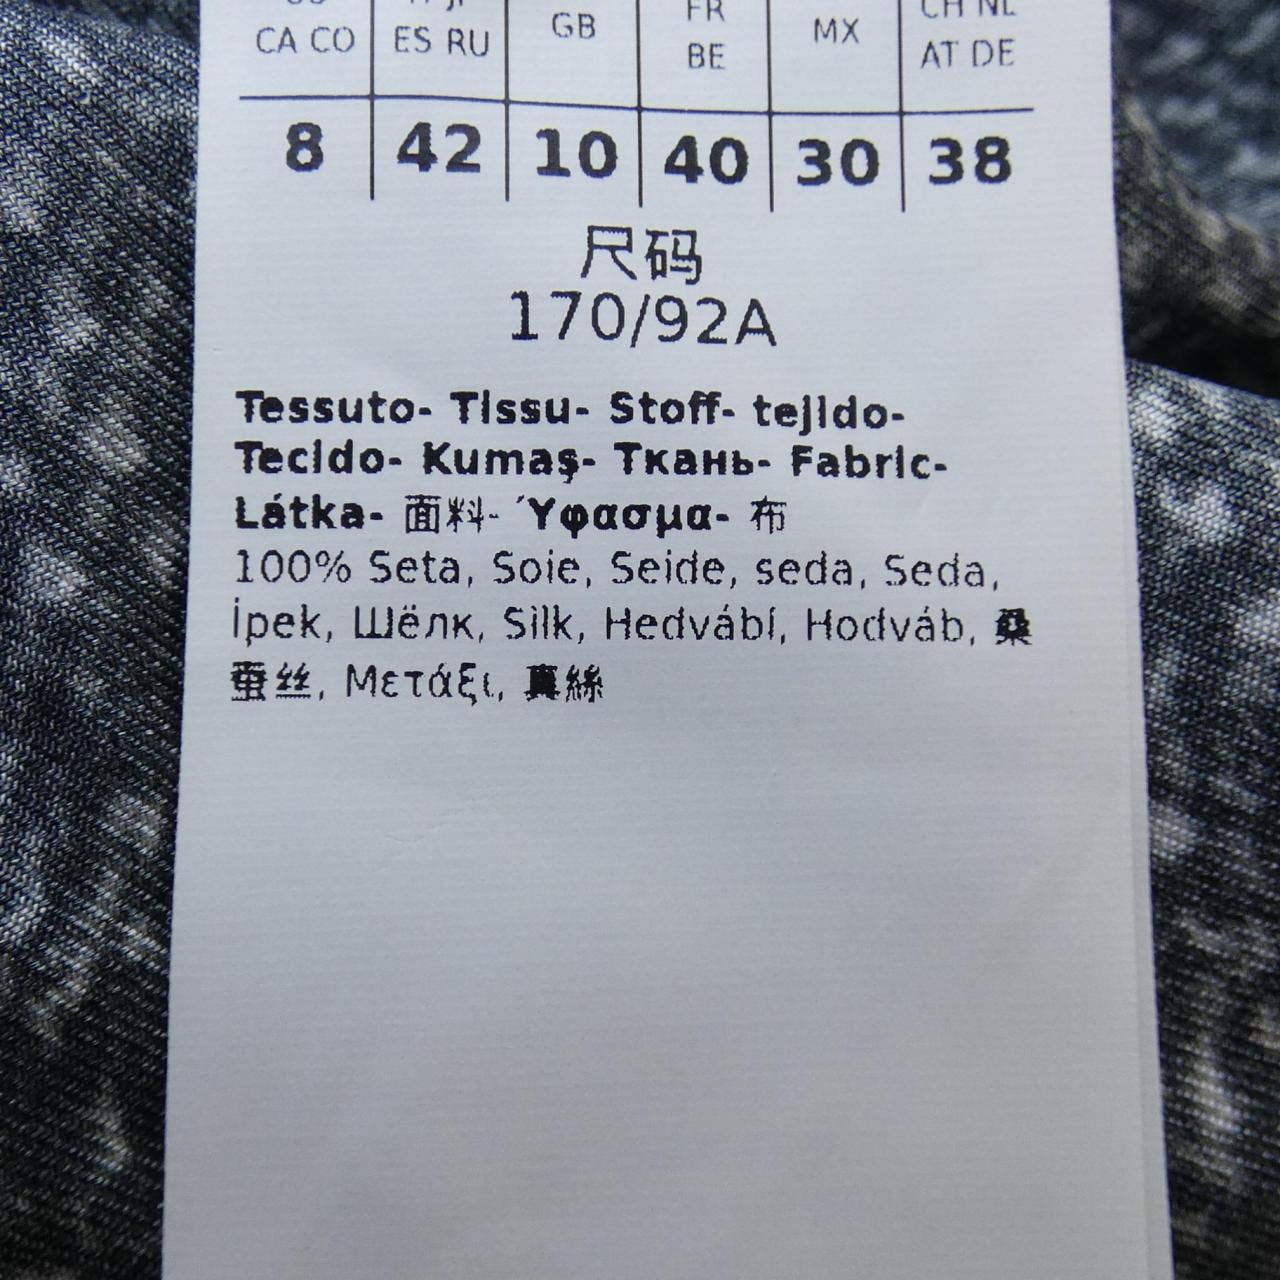 CA CO ES RU GB FR BE MX CH NL AT DE
8 42 10 40 30 38
尺码
170/92A
Tessuto- Tissu- Stoff- tejido-
Tecido- Kumaş- Ткань- Fabric-
Látka- 面料- Ύφασμα- 布
100% Seta, Soie, Seide, seda, Seda,
İpek, Шёлк, Silk, Hedvábí, Hodváb, 桑
蚕丝, Μετάξι, 真絲